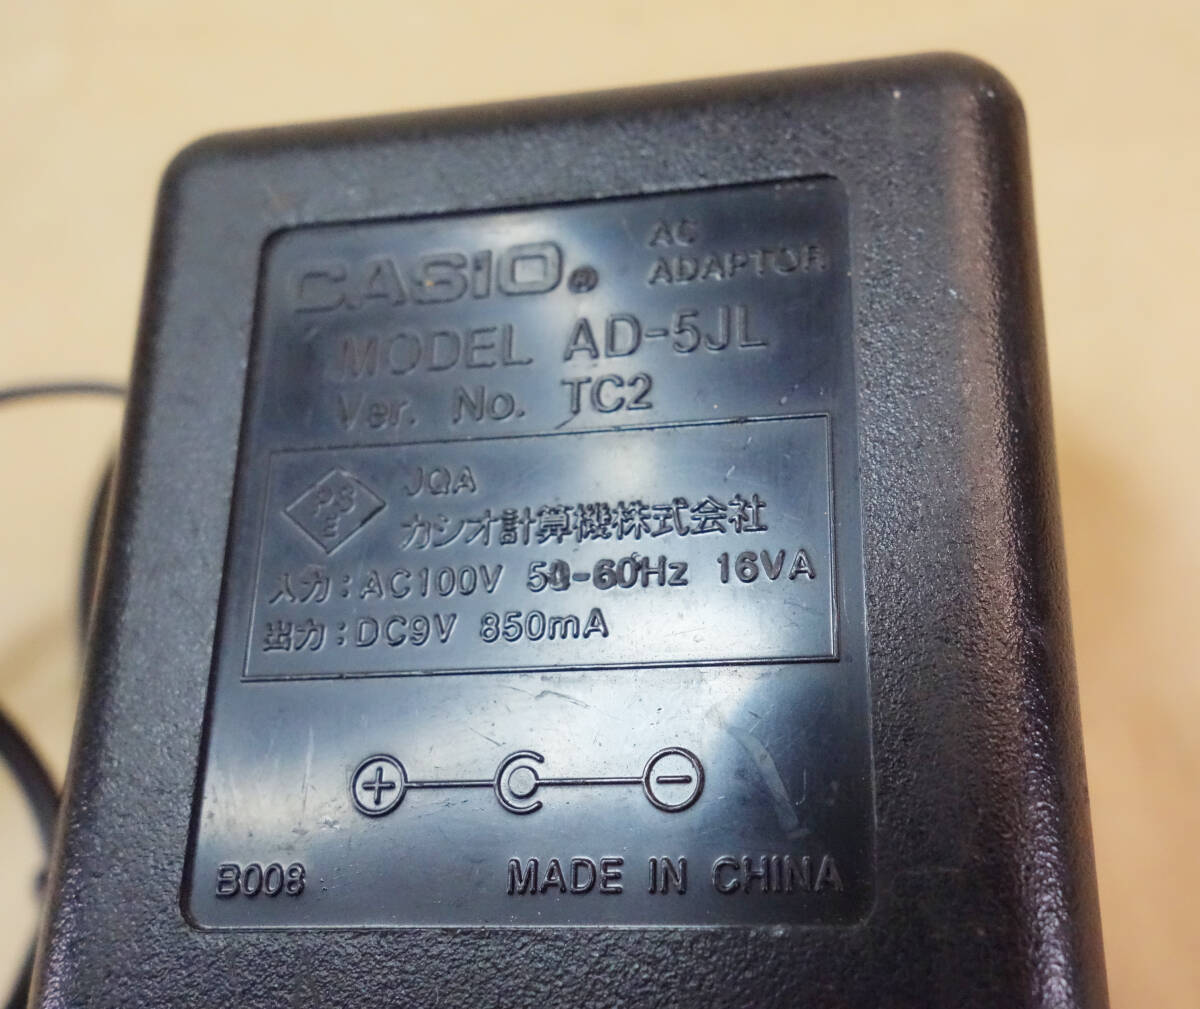 CASIO®
AC
ADAPTOR
MODEL AD-5JL
Ver. No. TC2
PS
E
JQA
カシオ計算機株式会社
入力：AC100V 50-60Hz 16VA
出力：DC9V 850mA
+ -
B008
MADE IN CHINA